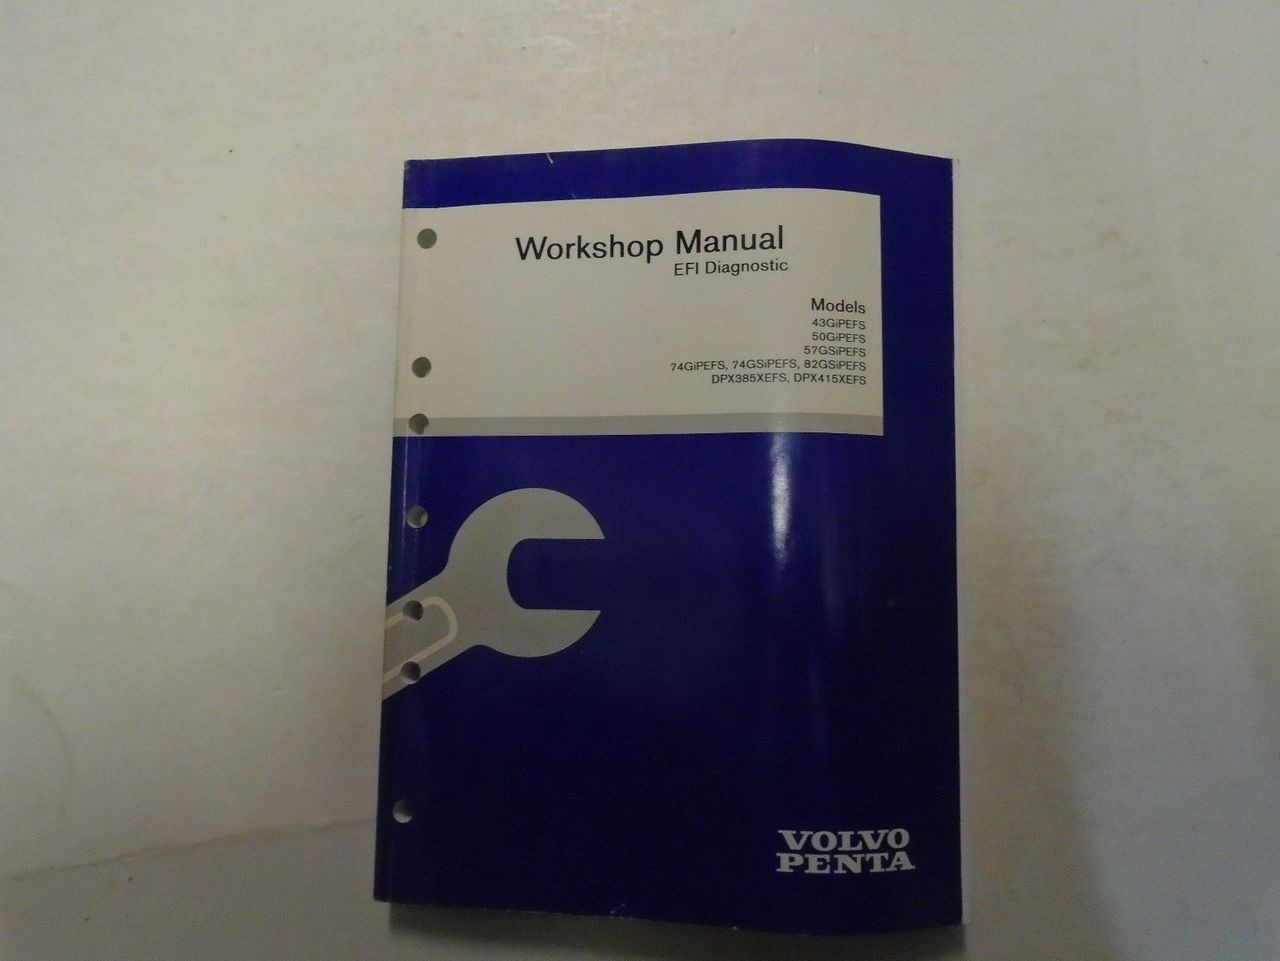 Workshop Manual
EFI Diagnostic
Models
43GiPEFS
50GiPEFS
57GSiPEFS
74GiPEFS, 74GSiPEFS, 82GSiPEFS
DPX385XEFS, DPX415XEFS
VOLVO
PENTA